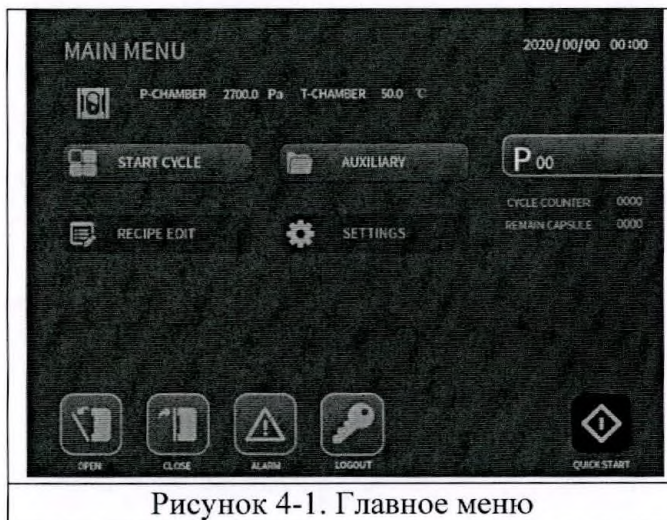 MAIN MENU
2020/00/00 00:00
P-CHAMBER 2700.0 Pa T-CHAMBER 50.0 °C
START CYCLE
AUXILIARY
P 00
CYCLE COUNTER 0000
REMAIN CAPSULE 0000
RECIPE EDIT
SETTINGS
OPEN
CLOSE
ALARM
LOGOUT
QUICK START
Рисунок 4-1. Главное меню